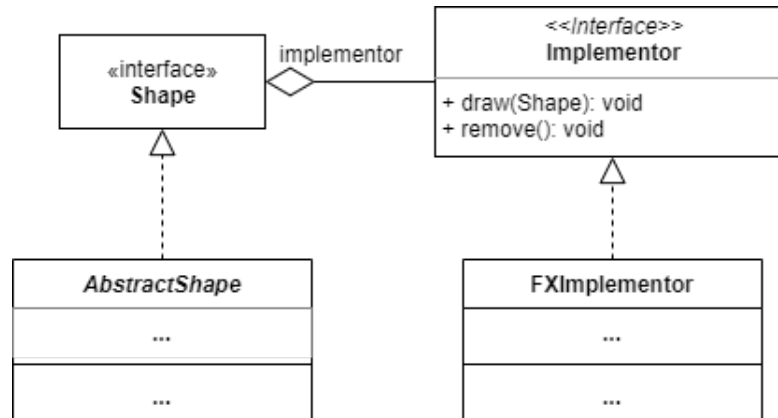 «interface»
Shape
implementor
<<Interface>>
Implementor
+ draw(Shape): void
+ remove(): void
AbstractShape
...
...
FXImplementor
...
...